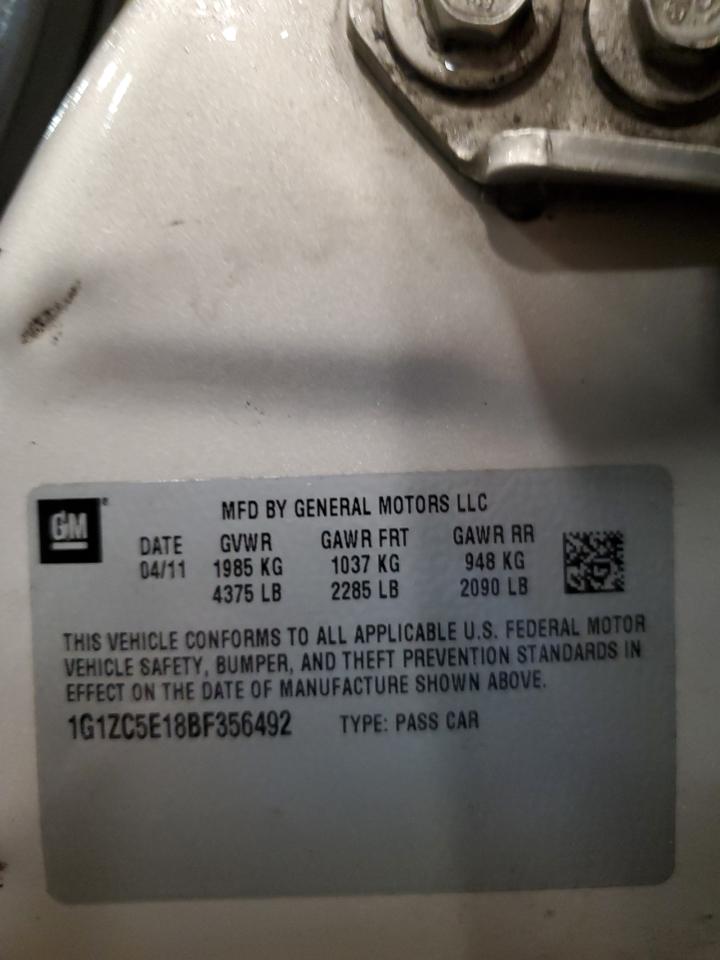 GM®
MFD BY GENERAL MOTORS LLC
DATE GVWR GAWR FRT GAWR RR
04/11 1985 KG 1037 KG 948 KG
4375 LB 2285 LB 2090 LB
THIS VEHICLE CONFORMS TO ALL APPLICABLE U.S. FEDERAL MOTOR
VEHICLE SAFETY, BUMPER, AND THEFT PREVENTION STANDARDS IN
EFFECT ON THE DATE OF MANUFACTURE SHOWN ABOVE.
1G1ZC5E18BF356492 TYPE: PASS CAR